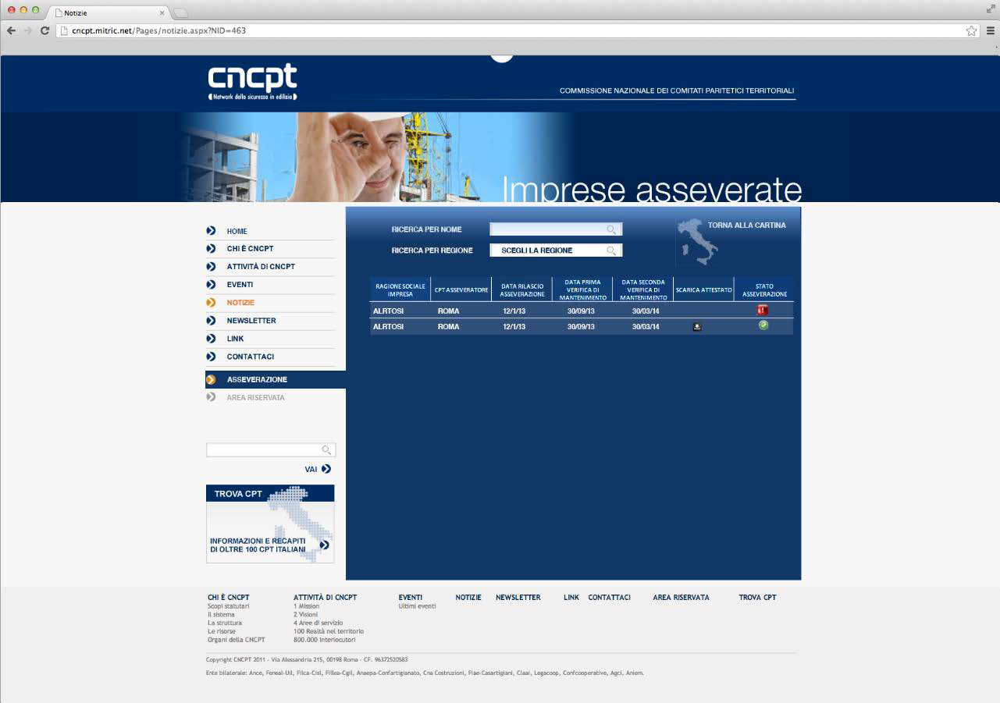 Notizie
cncpt.mitric.net/Pages/notizie.aspx?NID=463
cncpt
Network della sicurezza in edilizia
COMMISSIONE NAZIONALE DEI COMITATI PARITETICI TERRITORIALI
Imprese asseverate
HOME
CHI È CNCPT
ATTIVITÀ DI CNCPT
EVENTI
NOTIZIE
NEWSLETTER
LINK
CONTATTACI
ASSEVERAZIONE
AREA RISERVATA
VAI
TROVA CPT
INFORMAZIONI E RECAPITI
DI OLTRE 100 CPT ITALIANI
RICERCA PER NOME
TORNA ALLA CARTINA
RICERCA PER REGIONE SCEGLI LA REGIONE
RAGIONE SOCIALE IMPRESA CPT ASSEVERATORE DATA RILASCIO ASSEVERAZIONE DATA PRIMA VERIFICA DI MANTENIMENTO DATA SECONDA VERIFICA DI MANTENIMENTO SCARICA ATTESTATO STATO ASSEVERAZIONE
ALRTOSI ROMA 12/1/13 30/09/13 30/03/14
ALRTOSI ROMA 12/1/13 30/09/13 30/03/14
CHI È CNCPT ATTIVITÀ DI CNCPT EVENTI NOTIZIE NEWSLETTER LINK CONTATTACI AREA RISERVATA TROVA CPT
Scopi statutari 1 Mission Ultimi eventi
Il sistema 2 Visioni
La struttura 4 Aree di servizio
Le risorse 100 Realtà nel territorio
Organi della CNCPT 800.000 Interlocutori
Copyright CNCPT 2011 - Via Alessandria 215, 00198 Roma - CF. 96372520583
Ente bilaterale: Ance, Feneal-Uil, Filca-Cisl, Fillea-Cgil, Anaepa-Confartigianato, Cna Costruzioni, Fiae-Casartigiani, Claai, Legacoop, Confcooperative, Agci, Aniem.